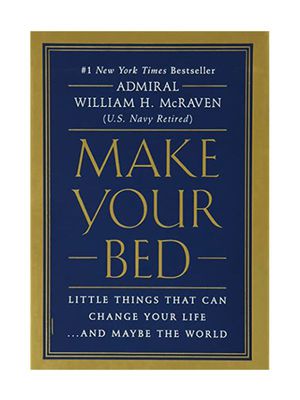 #1 New York Times Bestseller
ADMIRAL
WILLIAM H. McRAVEN
(U.S. Navy Retired)
MAKE
YOUR
BED
LITTLE THINGS THAT CAN
CHANGE YOUR LIFE
...AND MAYBE THE WORLD